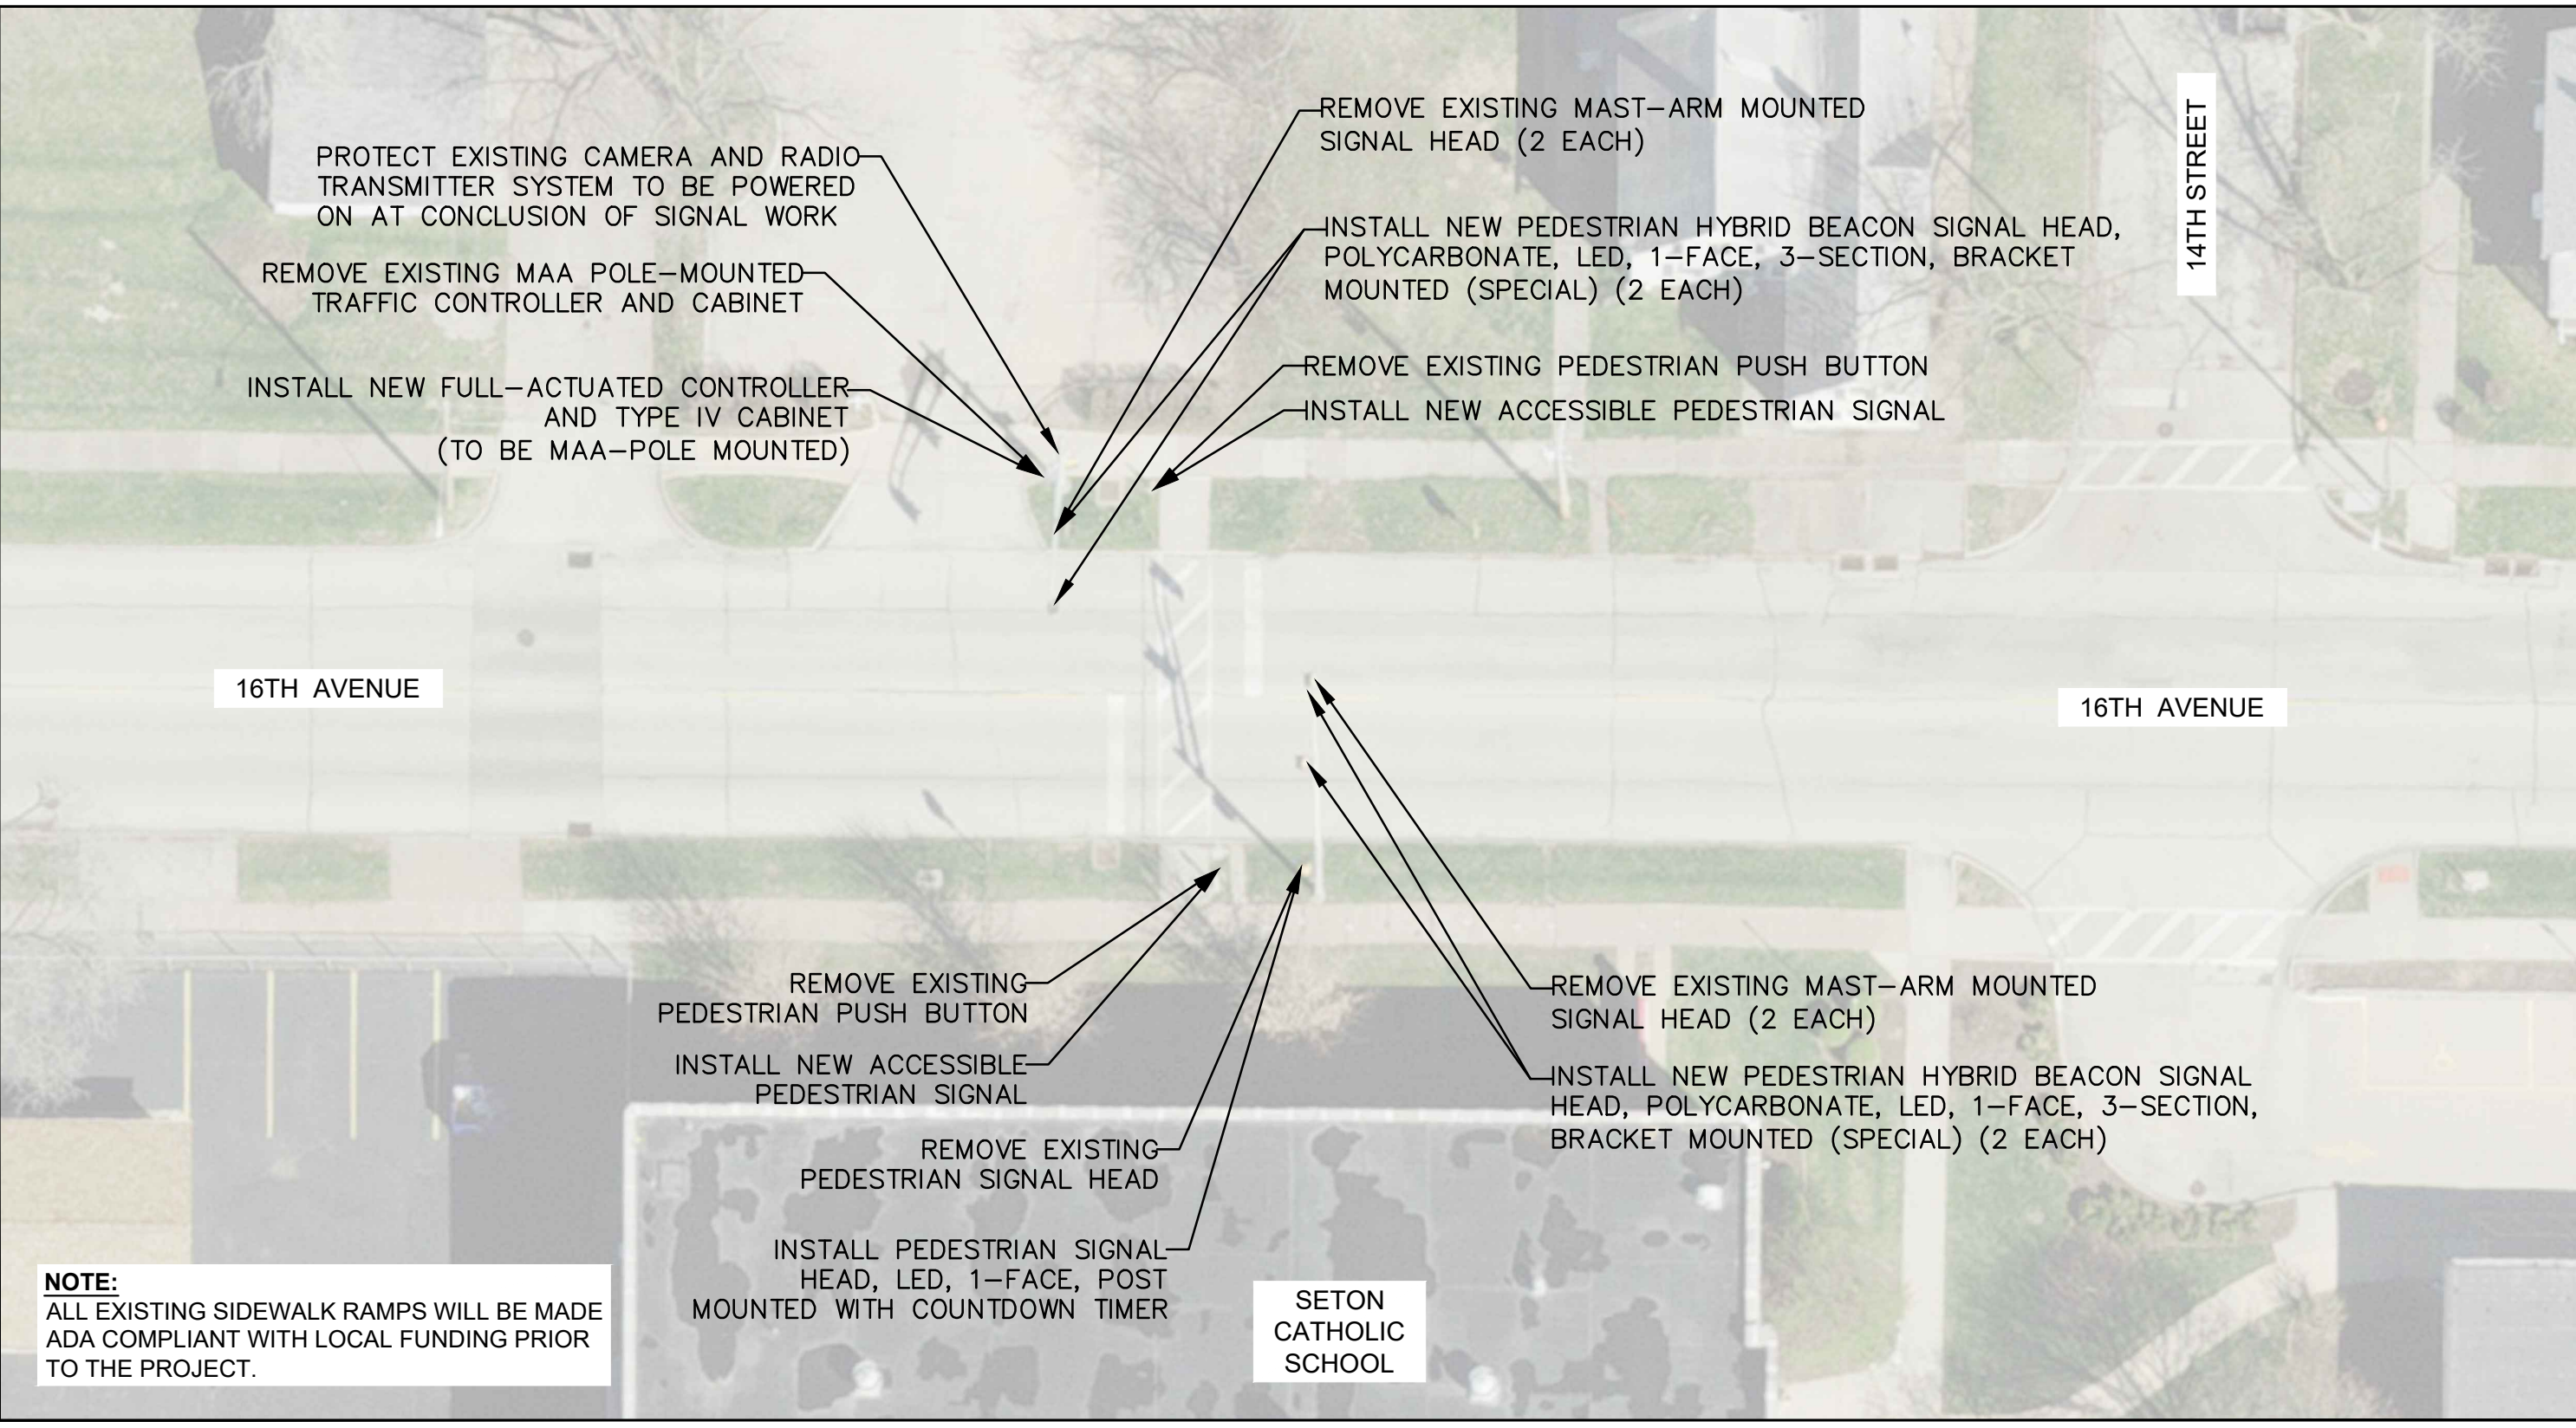 PROTECT EXISTING CAMERA AND RADIO
TRANSMITTER SYSTEM TO BE POWERED
ON AT CONCLUSION OF SIGNAL WORK
REMOVE EXISTING MAA POLE-MOUNTED
TRAFFIC CONTROLLER AND CABINET
INSTALL NEW FULL-ACTUATED CONTROLLER
AND TYPE IV CABINET
(TO BE MAA-POLE MOUNTED)
REMOVE EXISTING MAST-ARM MOUNTED
SIGNAL HEAD (2 EACH)
INSTALL NEW PEDESTRIAN HYBRID BEACON SIGNAL HEAD,
POLYCARBONATE, LED, 1-FACE, 3-SECTION, BRACKET
MOUNTED (SPECIAL) (2 EACH)
REMOVE EXISTING PEDESTRIAN PUSH BUTTON
INSTALL NEW ACCESSIBLE PEDESTRIAN SIGNAL
14TH STREET
16TH AVENUE
16TH AVENUE
REMOVE EXISTING
PEDESTRIAN PUSH BUTTON
INSTALL NEW ACCESSIBLE
PEDESTRIAN SIGNAL
REMOVE EXISTING
PEDESTRIAN SIGNAL HEAD
INSTALL PEDESTRIAN SIGNAL
HEAD, LED, 1-FACE, POST
MOUNTED WITH COUNTDOWN TIMER
REMOVE EXISTING MAST-ARM MOUNTED
SIGNAL HEAD (2 EACH)
INSTALL NEW PEDESTRIAN HYBRID BEACON SIGNAL
HEAD, POLYCARBONATE, LED, 1-FACE, 3-SECTION,
BRACKET MOUNTED (SPECIAL) (2 EACH)
NOTE:
ALL EXISTING SIDEWALK RAMPS WILL BE MADE
ADA COMPLIANT WITH LOCAL FUNDING PRIOR
TO THE PROJECT.
SETON
CATHOLIC
SCHOOL